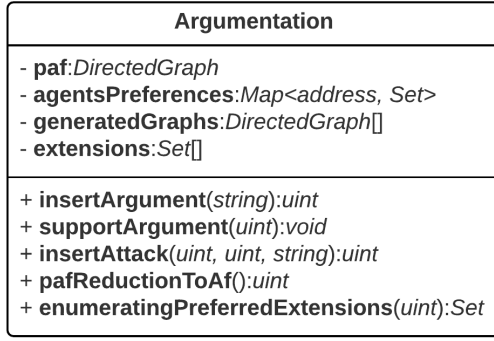 Argumentation
- paf:DirectedGraph
- agentsPreferences:Map<address, Set>
- generatedGraphs:DirectedGraph[]
- extensions:Set[]
+ insertArgument(string):uint
+ supportArgument(uint):void
+ insertAttack(uint, uint, string):uint
+ pafReductionToAf():uint
+ enumeratingPreferredExtensions(uint):Set